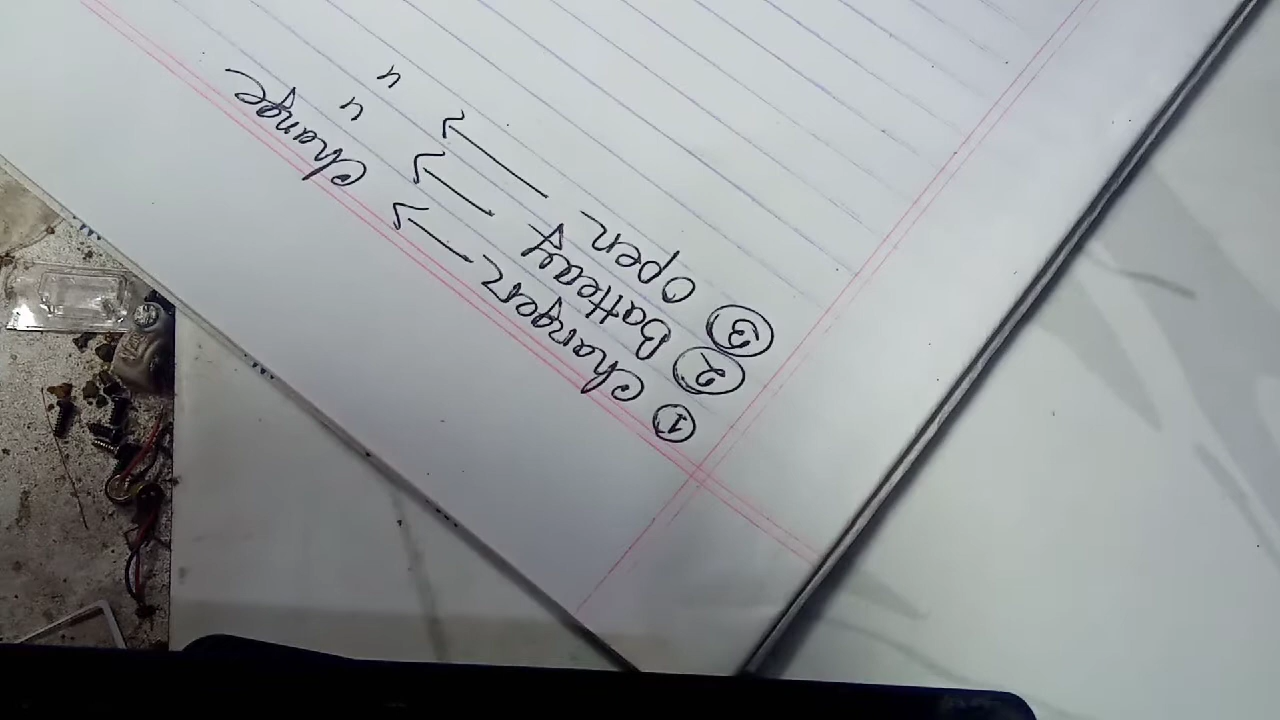 ① Charger → change
② Battery → "
③ Open → "